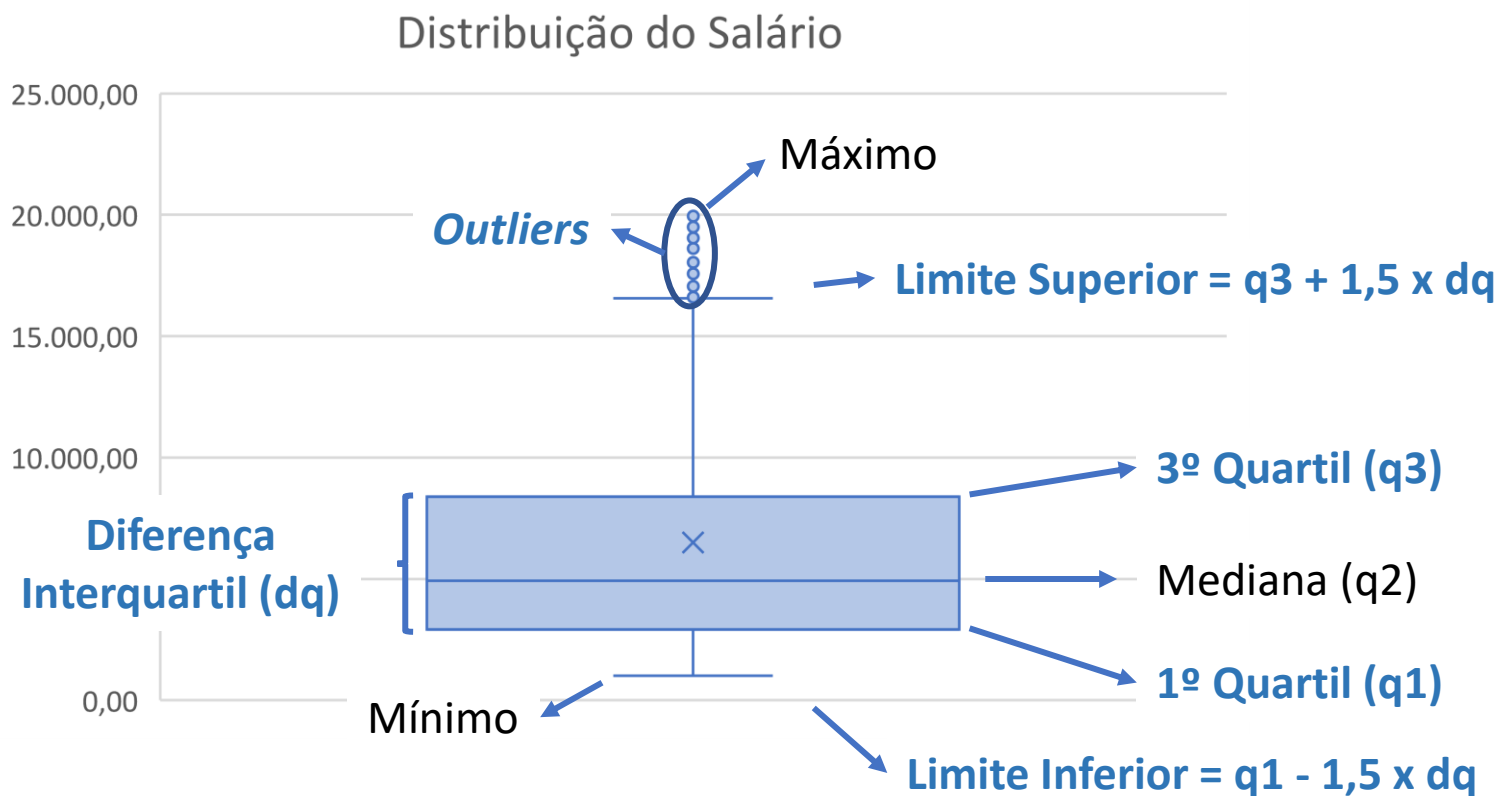 Distribuição do Salário
25.000,00
Máximo
20.000,00
Outliers
Limite Superior = q3 + 1,5 x dq
15.000,00
10.000,00
3º Quartil (q3)
Diferença
Interquartil (dq)
Mediana (q2)
1º Quartil (q1)
0,00
Mínimo
Limite Inferior = q1 - 1,5 x dq